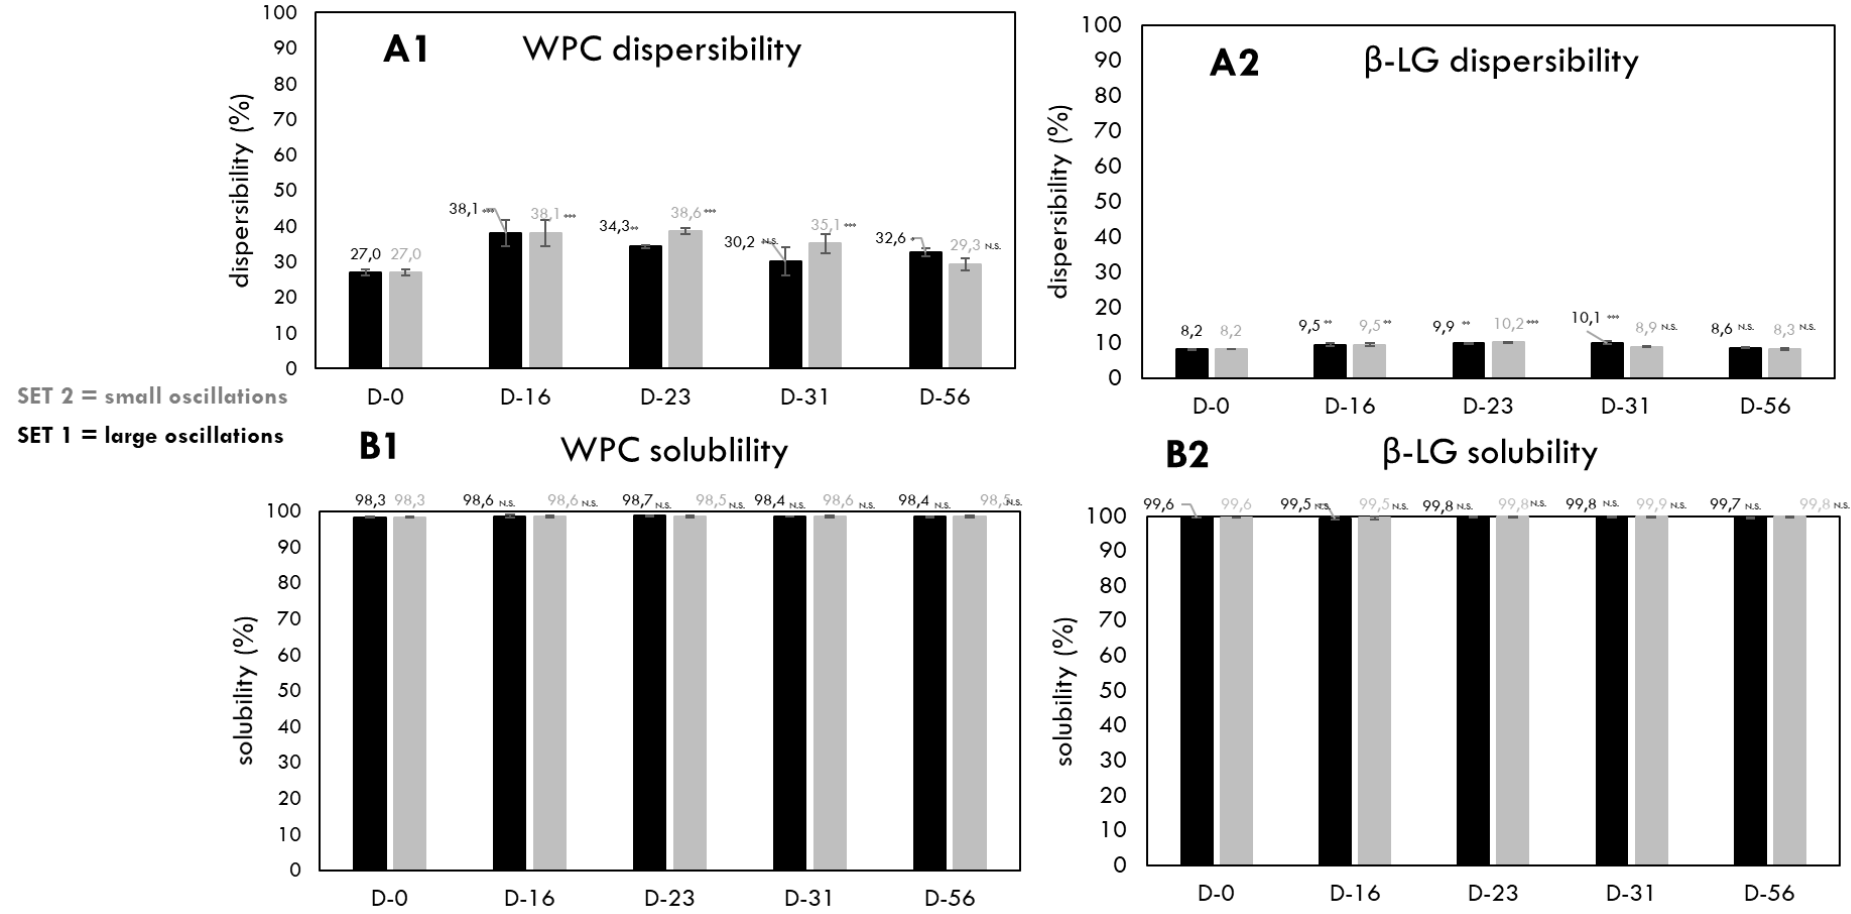 A1 WPC dispersibility
dispersibility (%)
100
90
80
70
60
50
40
30
20
10
0
27,0 27,0
38,1 *** 38,1 ***
34,3 ** 38,6 ***
30,2 N.S. 35,1 ***
32,6 * 29,3 N.S.
D-0 D-16 D-23 D-31 D-56
A2 β-LG dispersibility
dispersibility (%)
100
90
80
70
60
50
40
30
20
10
0
8,2 8,2
9,5 ** 9,5 **
9,9 ** 10,2 ***
10,1 *** 8,9 N.S.
8,6 N.S. 8,3 N.S.
D-0 D-16 D-23 D-31 D-56
SET 2 = small oscillations
SET 1 = large oscillations
B1 WPC solublility
solubility (%)
100
90
80
70
60
50
40
30
20
10
0
98,3 98,3
98,6 N.S. 98,6 N.S.
98,7 N.S. 98,5 N.S.
98,4 N.S. 98,6 N.S.
98,4 N.S. 98,5 N.S.
D-0 D-16 D-23 D-31 D-56
B2 β-LG solubility
solubility (%)
100
90
80
70
60
50
40
30
20
10
0
99,6 99,6
99,5 N.S. 99,5 N.S.
99,8 N.S. 99,8 N.S.
99,8 N.S. 99,9 N.S.
99,7 N.S. 99,8 N.S.
D-0 D-16 D-23 D-31 D-56